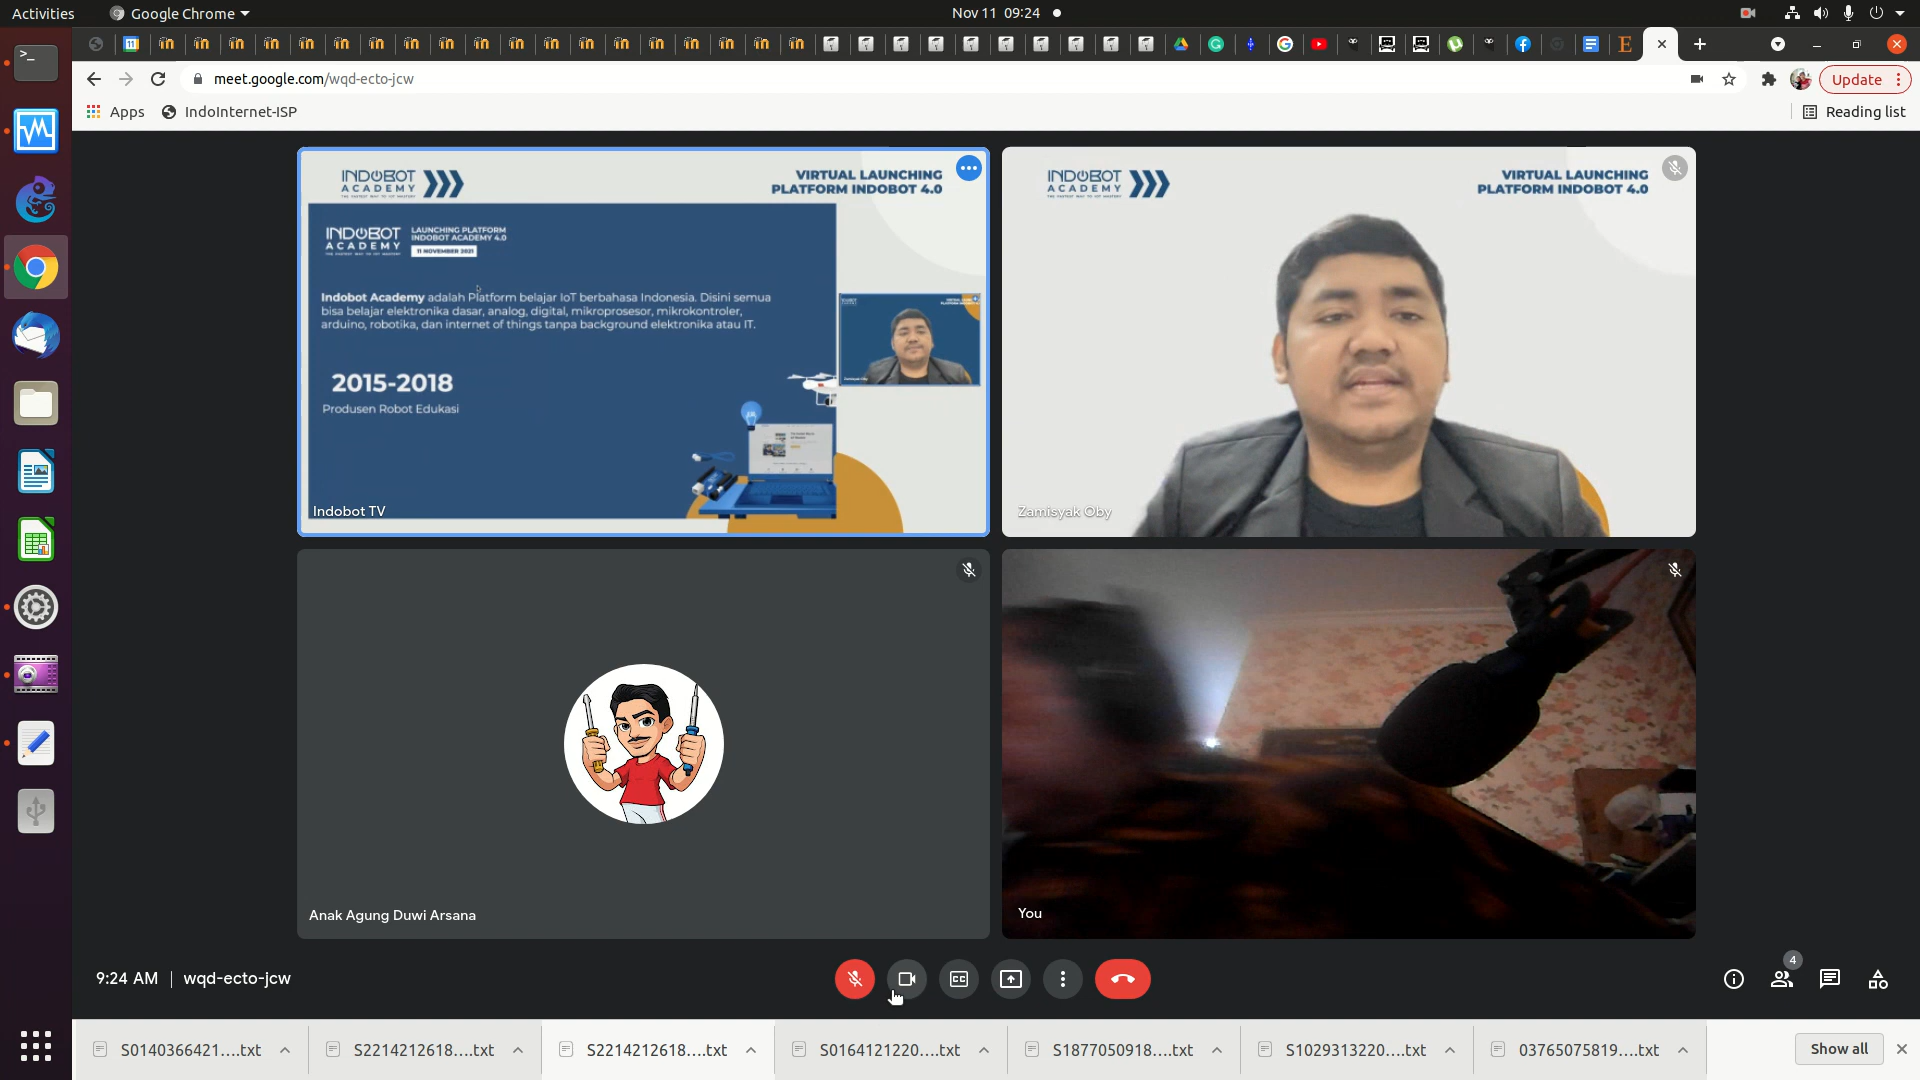 Activities
Google Chrome
Nov 11 09:24
meet.google.com/wqd-ecto-jcw
Update
Apps
IndoInternet-ISP
Reading list
INDOBOT
ACADEMY
VIRTUAL LAUNCHING
PLATFORM INDOBOT 4.0
INDOBOT
ACADEMY
LAUNCHING PLATFORM
INDOBOT ACADEMY 4.0
11 NOVEMBER 2021
Indobot Academy adalah Platform belajar IoT berbahasa Indonesia. Disini semua
bisa belajar elektronika dasar, analog, digital, mikroprosesor, mikrokontroler,
arduino, robotika, dan internet of things tanpa background elektronika atau IT.
2015-2018
Produsen Robot Edukasi
Indobot TV
INDOBOT
ACADEMY
VIRTUAL LAUNCHING
PLATFORM INDOBOT 4.0
Zamisyak Oby
Anak Agung Duwi Arsana
You
9:24 AM | wqd-ecto-jcw
4
S0140366421....txt
S2214212618....txt
S2214212618....txt
S0164121220....txt
S1877050918....txt
S1029313220....txt
03765075819....txt
Show all